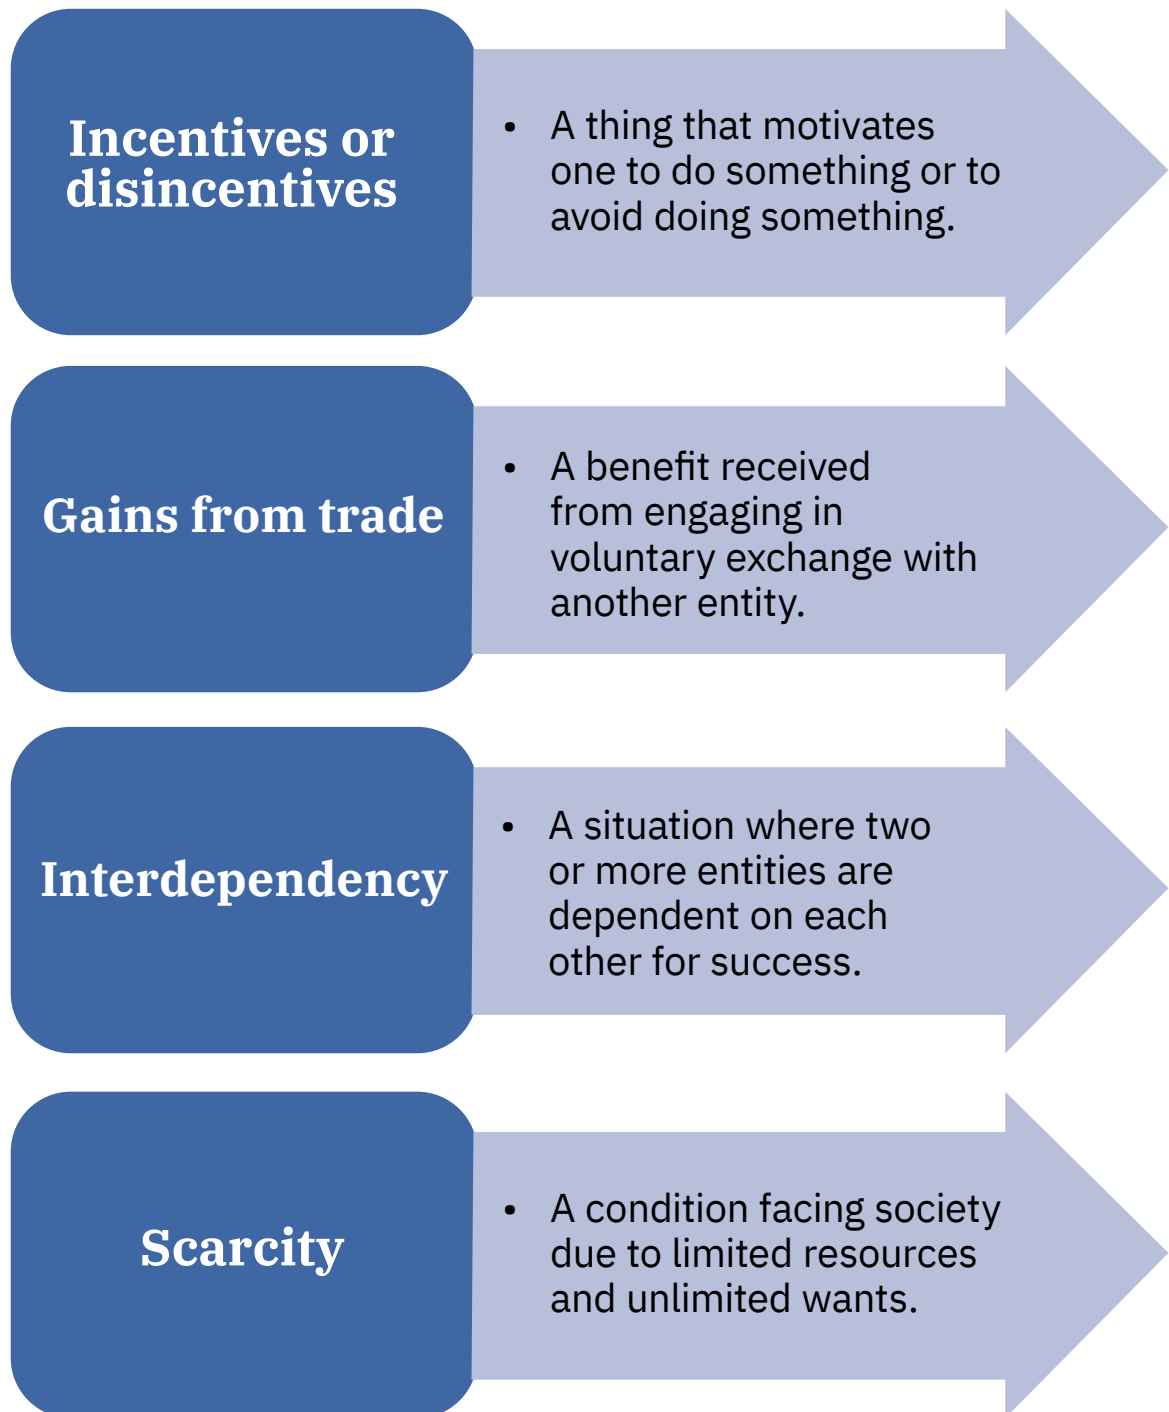 Incentives or
disincentives
• A thing that motivates
one to do something or to
avoid doing something.
Gains from trade
• A benefit received
from engaging in
voluntary exchange with
another entity.
Interdependency
• A situation where two
or more entities are
dependent on each
other for success.
Scarcity
• A condition facing society
due to limited resources
and unlimited wants.